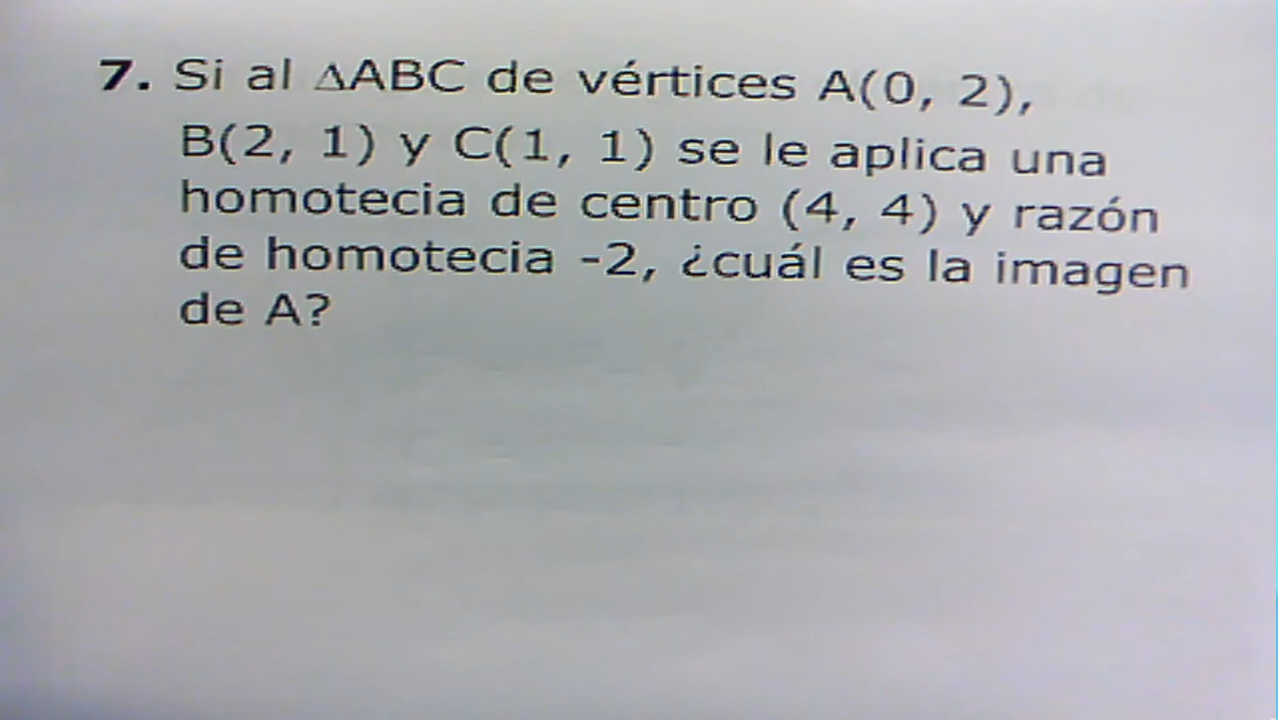 7. Si al ΔABC de vértices A(0, 2),
B(2, 1) y C(1, 1) se le aplica una
homotecia de centro (4, 4) y razón
de homotecia -2, ¿cuál es la imagen
de A?